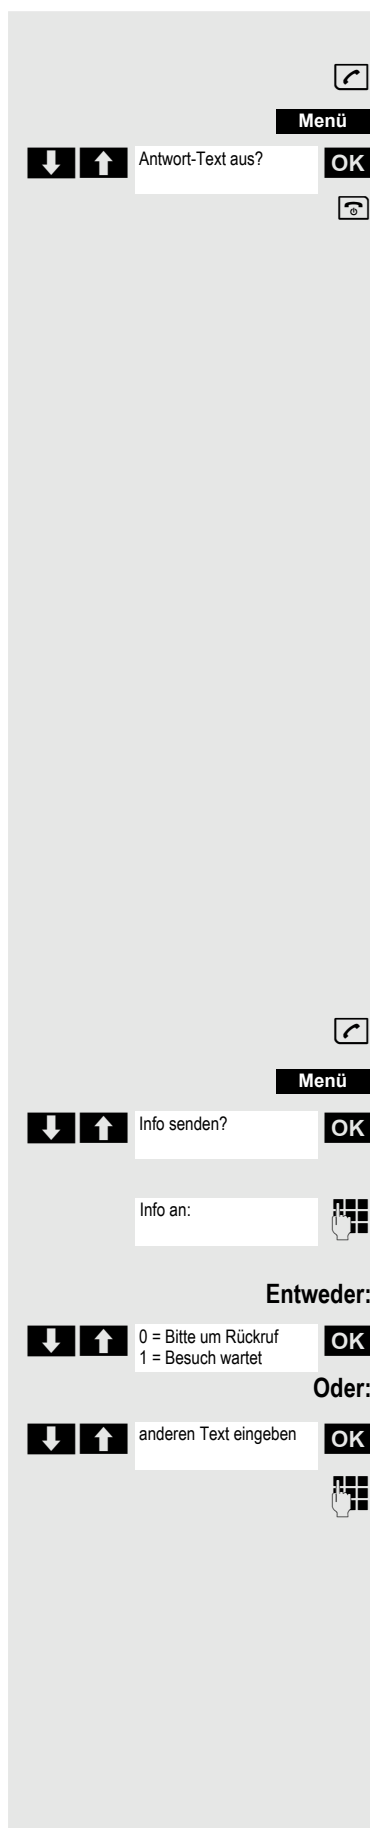 Menü
Antwort-Text aus?
OK
Menü
Info senden?
OK
Info an:
Entweder:
0 = Bitte um Rückruf
1 = Besuch wartet
OK
Oder:
anderen Text eingeben
OK